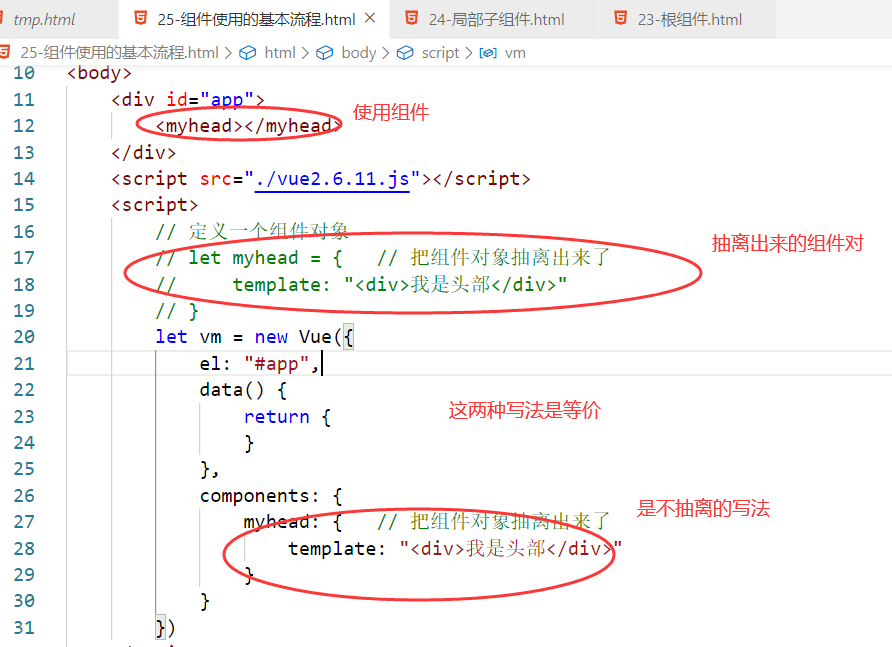 tmp.html 25-组件使用的基本流程.html × 24-局部子组件.html 23-根组件.html
25-组件使用的基本流程.html > html > body > script > vm
10 <body>
11 <div id="app">
12 <myhead></myhead> 使用组件
13 </div>
14 <script src="./vue2.6.11.js"></script>
15 <script>
16 // 定义一个组件对象
抽离出来的组件对
17 // let myhead = { // 把组件对象抽离出来了
18 // template: "<div>我是头部</div>"
19 // }
20 let vm = new Vue({
21 el: "#app",
22 data() {
23 return { 这两种写法是等价
24 }
25 },
26 components: {
是不抽离的写法
27 myhead: { // 把组件对象抽离出来了
28 template: "<div>我是头部</div>"
29 }
30 }
31 })